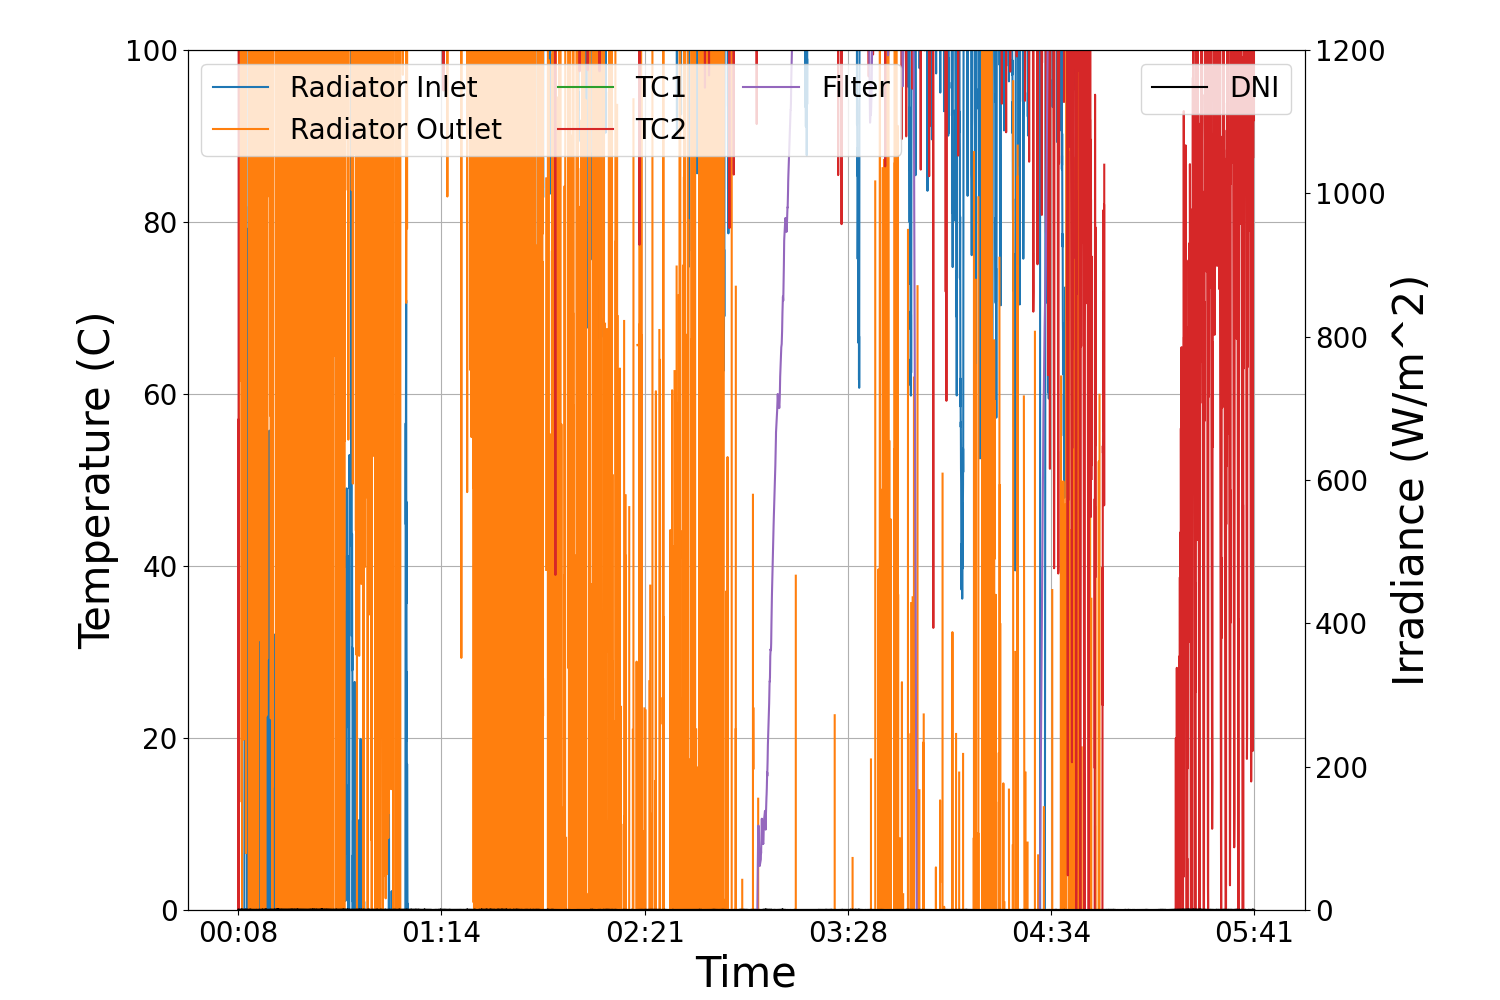 100
80
60
40
20
0
Temperature (C)
Radiator Inlet
Radiator Outlet
TC1
TC2
Filter
DNI
1200
1000
800
600
400
200
0
Irradiance (W/m^2)
00:08 01:14 02:21 03:28 04:34 05:41
Time